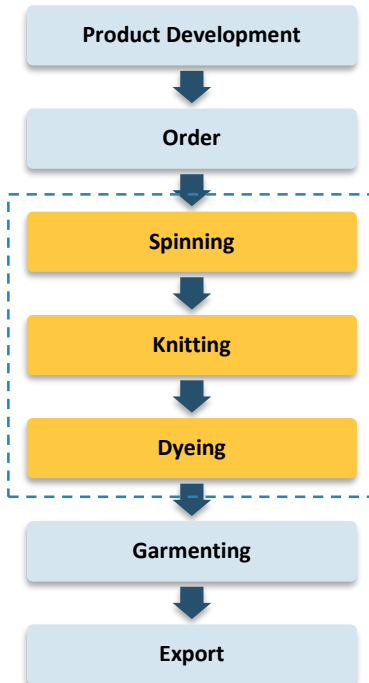 Product Development
Order
Spinning
Knitting
Dyeing
Garmenting
Export